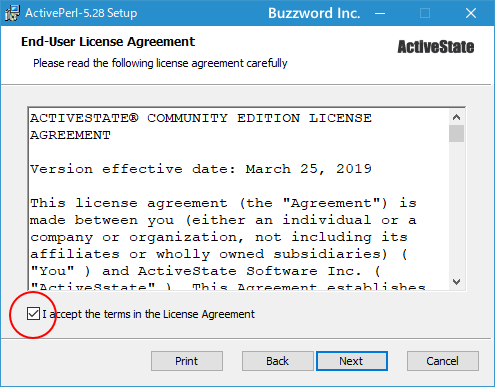 ActivePerl-5.28 Setup Buzzword Inc.
End-User License Agreement
Please read the following license agreement carefully
ActiveState
ACTIVESTATE® COMMUNITY EDITION LICENSE
AGREEMENT
Version effective date: March 25, 2019
This license agreement (the "Agreement") is
made between you (either an individual or a
company or organization, not including its
affiliates or wholly owned subsidiaries) (
"You" ) and ActiveState Software Inc. (
"ActiveSstate" ). This Agreement establishes
I accept the terms in the License Agreement
Print Back Next Cancel